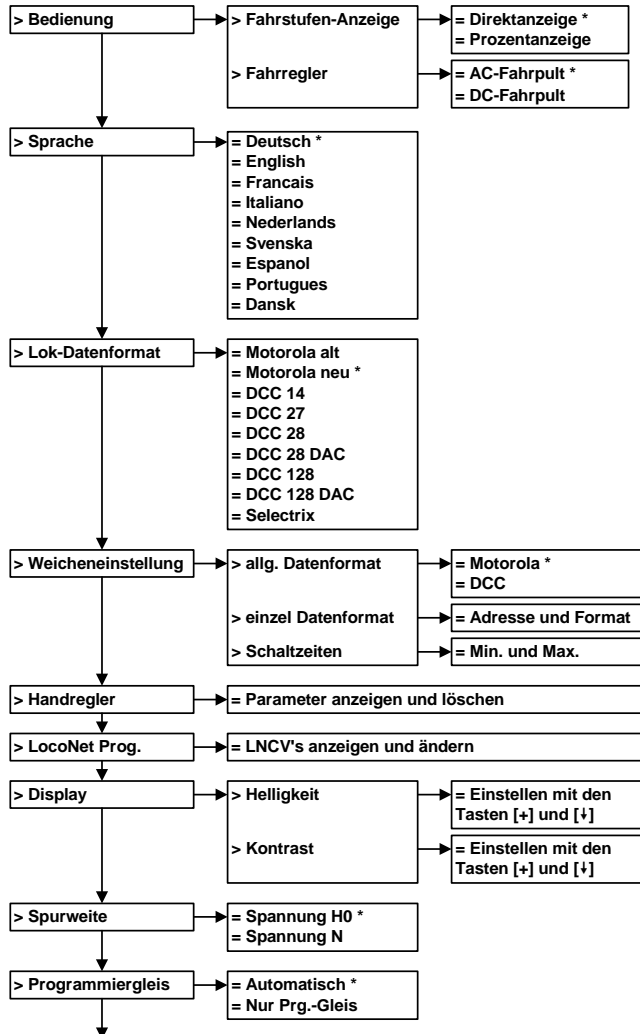 > Bedienung
> Fahrstufen-Anzeige
= Direktanzeige *
= Prozentanzeige
> Fahrregler
= AC-Fahrpult *
= DC-Fahrpult
> Sprache
= Deutsch *
= English
= Francais
= Italiano
= Nederlands
= Svenska
= Espanol
= Portugues
= Dansk
> Lok-Datenformat
= Motorola alt
= Motorola neu *
= DCC 14
= DCC 27
= DCC 28
= DCC 28 DAC
= DCC 128
= DCC 128 DAC
= Selectrix
> Weicheneinstellung
> allg. Datenformat
= Motorola *
= DCC
> einzel Datenformat
= Adresse und Format
> Schaltzeiten
= Min. und Max.
> Handregler
= Parameter anzeigen und löschen
> LocoNet Prog.
= LNCV's anzeigen und ändern
> Display
> Helligkeit
= Einstellen mit den
Tasten [+] und [↓]
> Kontrast
= Einstellen mit den
Tasten [+] und [↓]
> Spurweite
= Spannung H0 *
= Spannung N
> Programmiergleis
= Automatisch *
= Nur Prg.-Gleis